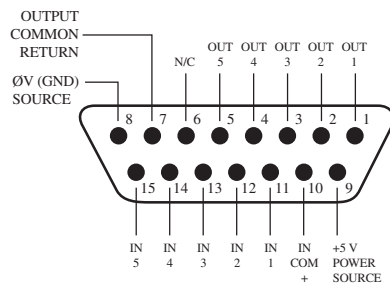 OUTPUT
COMMON
RETURN
ØV (GND)
SOURCE
N/C
OUT
5
OUT
4
OUT
3
OUT
2
OUT
1
8 7 6 5 4 3 2 1
15 14 13 12 11 10 9
IN
5
IN
4
IN
3
IN
2
IN
1
IN
COM
+
+5 V
POWER
SOURCE